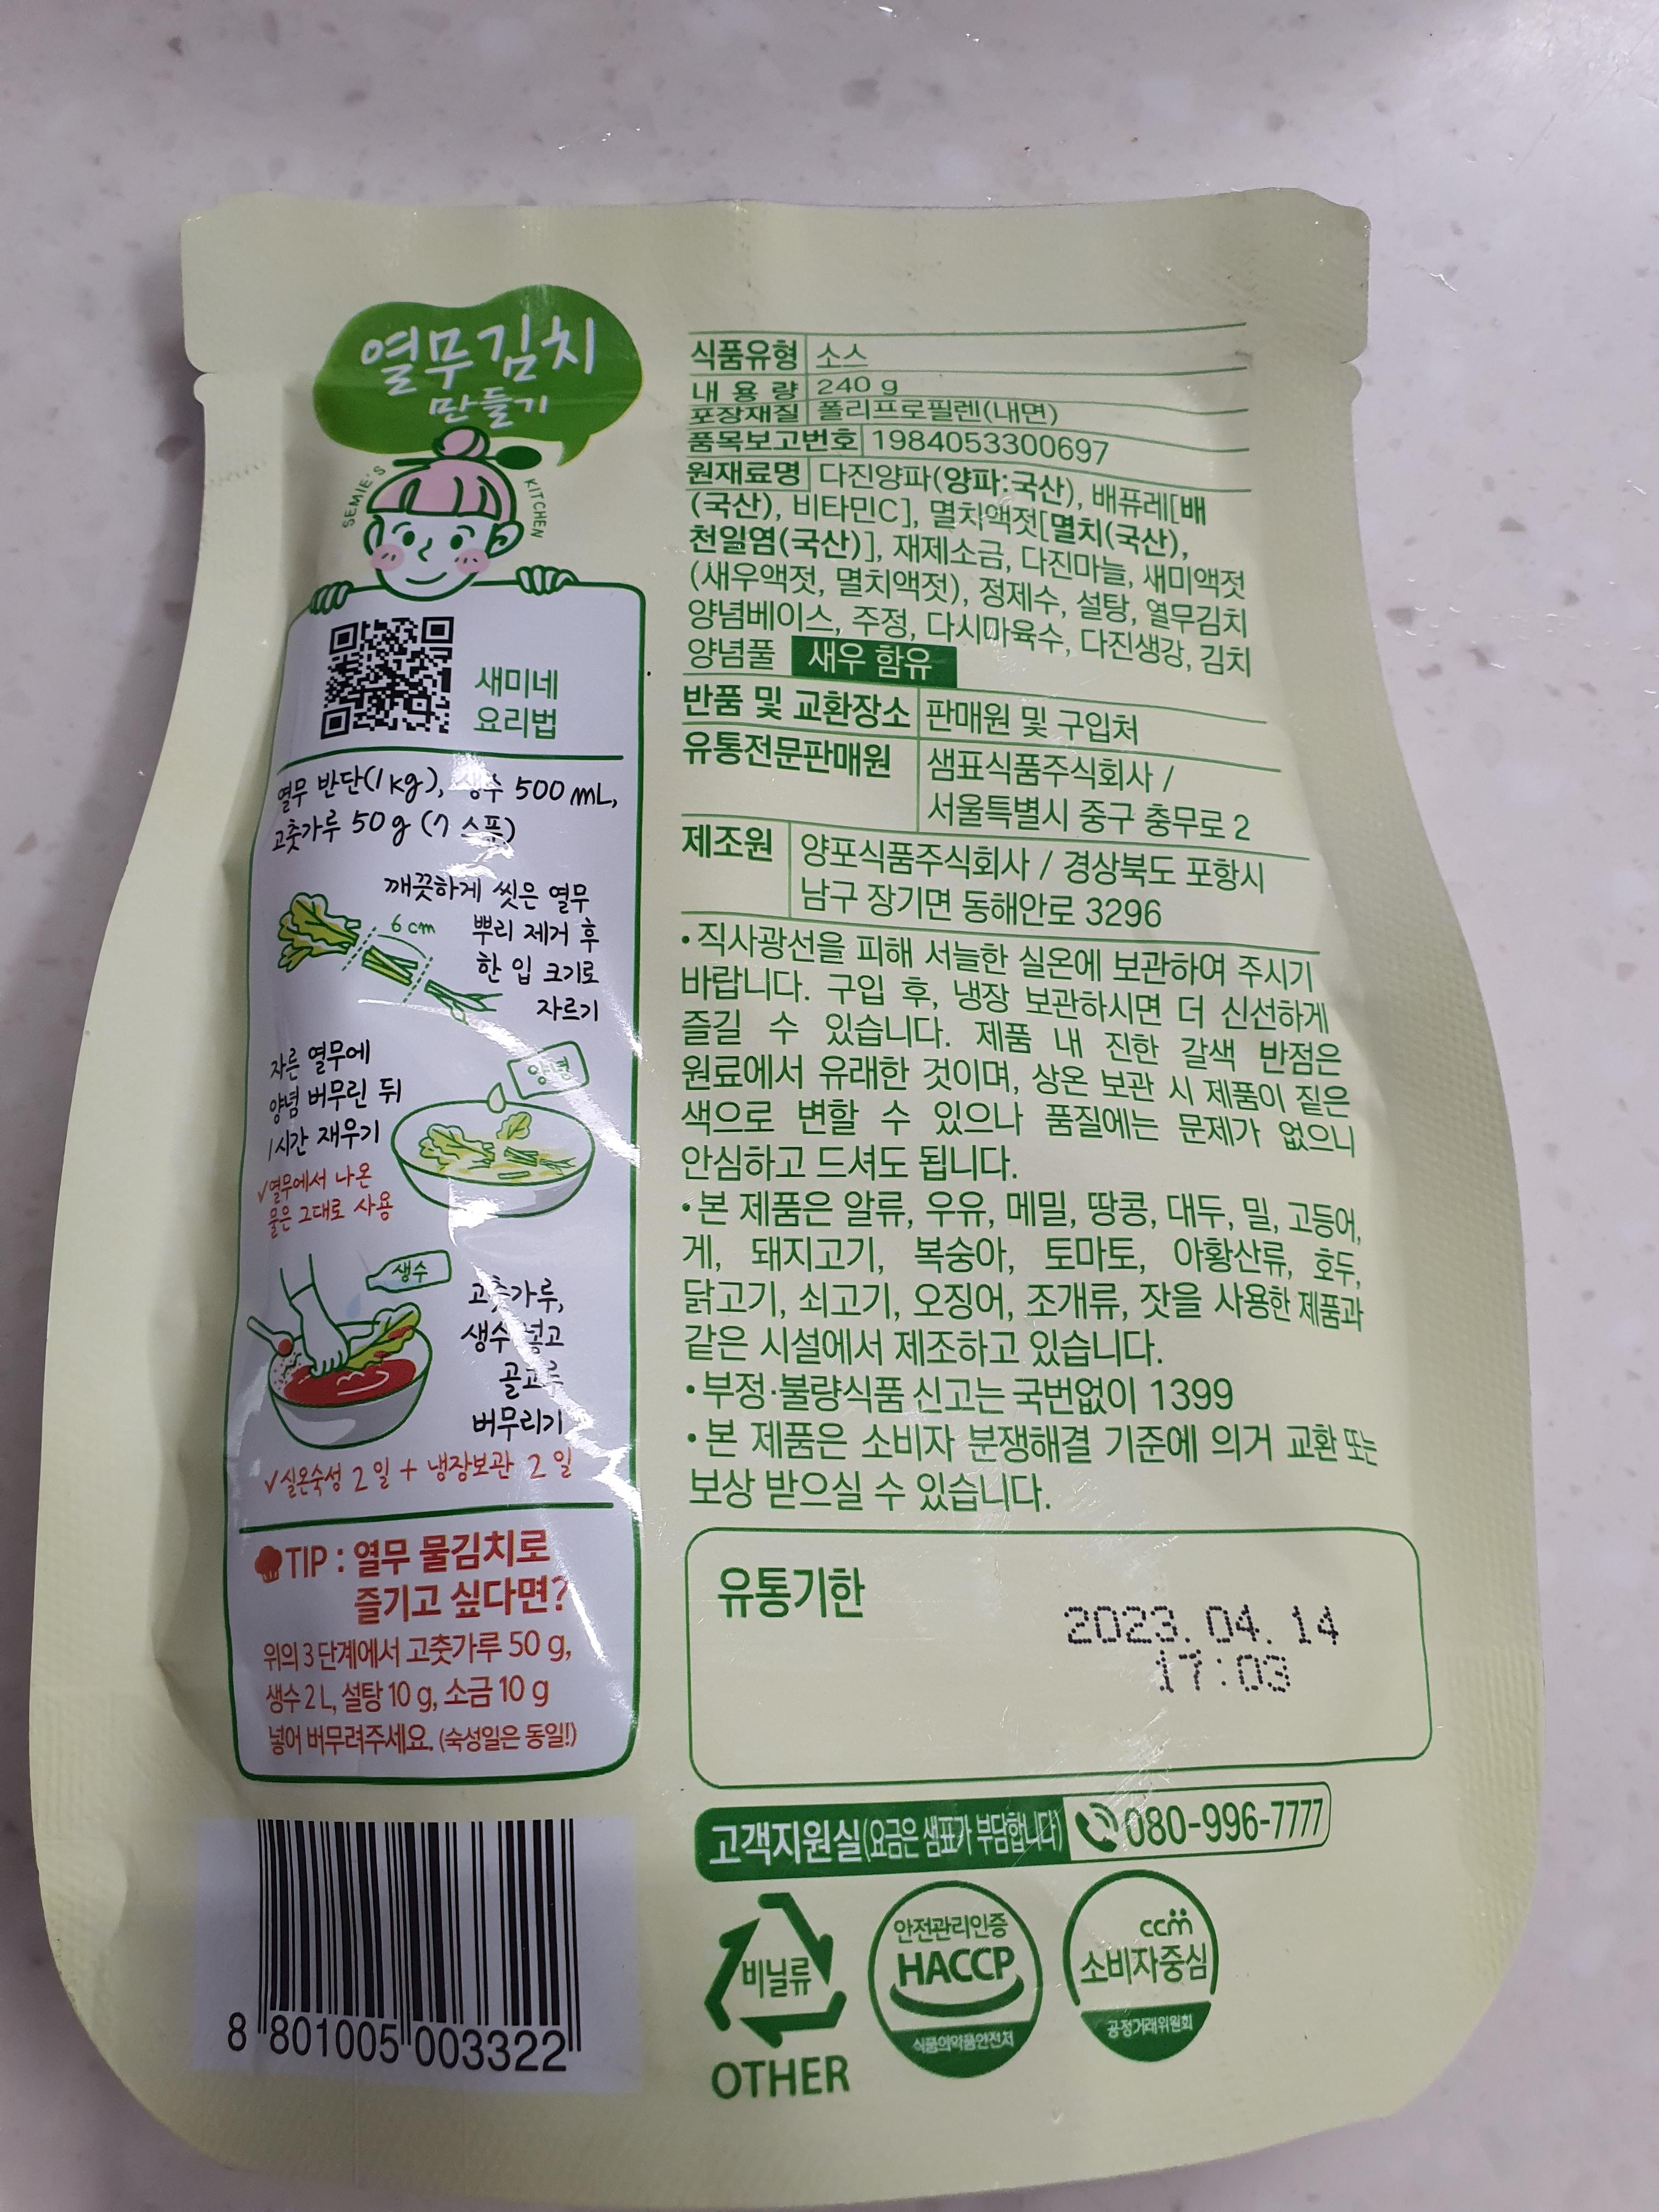 열무김치
만들기
SEMIE'S KITCHEN
새미네
요리법
열무 반단(1kg), 생수 500mL,
고춧가루 50g (7 스푼)
깨끗하게 씻은 열무
뿌리 제거 후
한 입 크기로
자르기
6cm
자른 열무에
양념 버무린 뒤
1시간 재우기
✓열무에서 나온
물은 그대로 사용
양념
생수
고춧가루,
생수 넣고
골고루
버무리기
✓실온숙성 2일 + 냉장보관 2일
TIP : 열무 물김치로
즐기고 싶다면?
위의 3단계에서 고춧가루 50 g,
생수 2 L, 설탕 10 g, 소금 10 g
넣어 버무려주세요. (숙성일은 동일!)
8 801005 003322
식품유형 소스
내 용 량 240 g
포장재질 폴리프로필렌(내면)
품목보고번호 1984053300697
원재료명 다진양파(양파:국산), 배퓨레[배
(국산), 비타민C], 멸치액젓[멸치(국산),
천일염(국산)], 재제소금, 다진마늘, 새미액젓
(새우액젓, 멸치액젓), 정제수, 설탕, 열무김치
양념베이스, 주정, 다시마육수, 다진생강, 김치
양념풀 새우 함유
반품 및 교환장소 판매원 및 구입처
유통전문판매원 샘표식품주식회사 /
서울특별시 중구 충무로 2
제조원 양포식품주식회사 / 경상북도 포항시
남구 장기면 동해안로 3296
•직사광선을 피해 서늘한 실온에 보관하여 주시기
바랍니다. 구입 후, 냉장 보관하시면 더 신선하게
즐길 수 있습니다. 제품 내 진한 갈색 반점은
원료에서 유래한 것이며, 상온 보관 시 제품이 짙은
색으로 변할 수 있으나 품질에는 문제가 없으니
안심하고 드셔도 됩니다.
•본 제품은 알류, 우유, 메밀, 땅콩, 대두, 밀, 고등어,
게, 돼지고기, 복숭아, 토마토, 아황산류, 호두,
닭고기, 쇠고기, 오징어, 조개류, 잣을 사용한 제품과
같은 시설에서 제조하고 있습니다.
•부정·불량식품 신고는 국번없이 1399
•본 제품은 소비자 분쟁해결 기준에 의거 교환 또는
보상 받으실 수 있습니다.
유통기한
2023.04.14
17:03
고객지원실(요금은 샘표가 부담합니다) 080-996-7777
비닐류
OTHER
안전관리인증
HACCP
식품의약품안전처
ccm
소비자중심
공정거래위원회